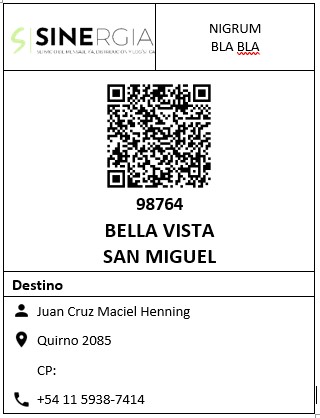 SINERGIA
NIGRUM
BLA BLA
98764
BELLA VISTA
SAN MIGUEL
Destino
Juan Cruz Maciel Henning
Quirno 2085
CP:
+54 11 5938-7414